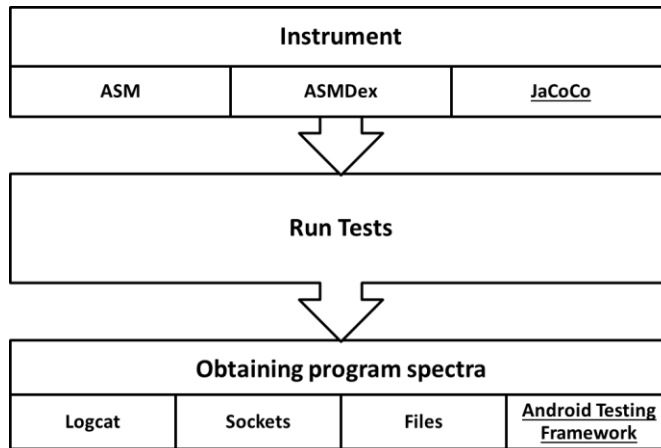 Instrument
ASM
ASMDex
JaCoCo
Run Tests
Obtaining program spectra
Logcat
Sockets
Files
Android Testing
Framework